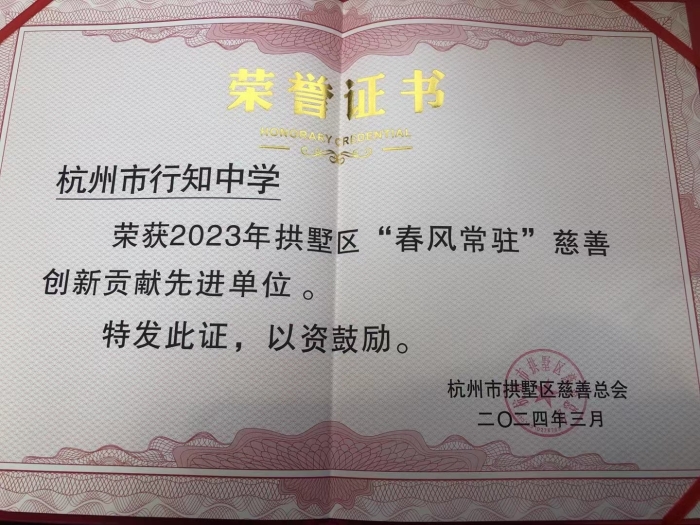 荣誉证书
HONORARY CREDENTIAL
杭州市行知中学
荣获2023年拱墅区“春风常驻”慈善
创新贡献先进单位。
特发此证，以资鼓励。
杭州市拱墅区慈善总会
二〇二四年三月